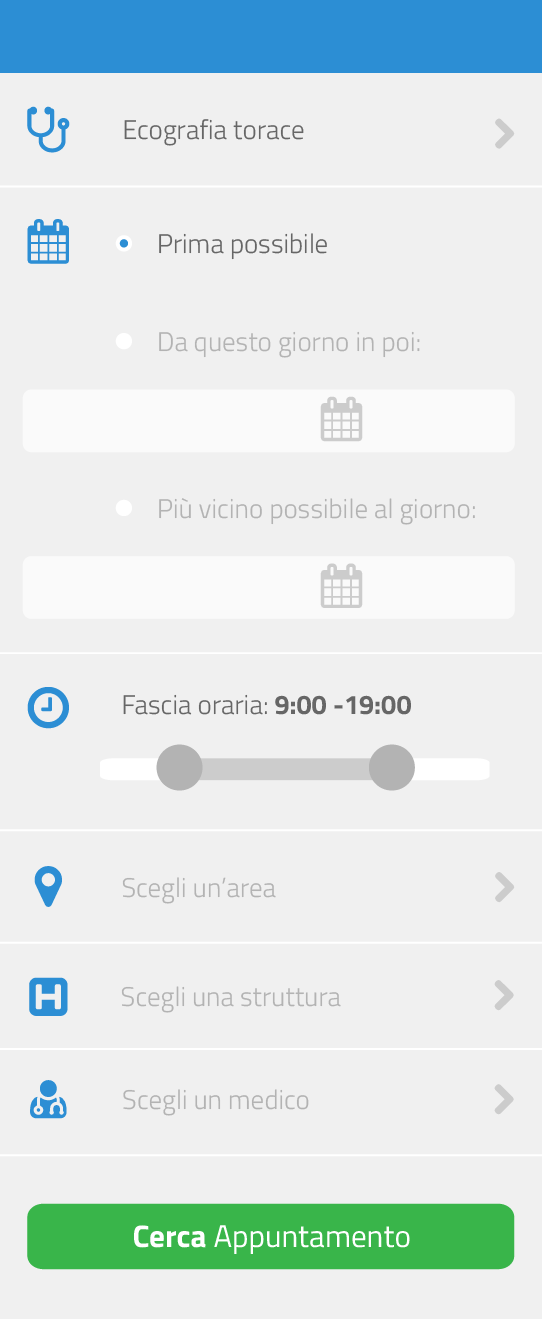 Ecografia torace
Prima possibile
Da questo giorno in poi:
Più vicino possibile al giorno:
Fascia oraria: 9:00 -19:00
Scegli un’area
Scegli una struttura
Scegli un medico
Cerca Appuntamento